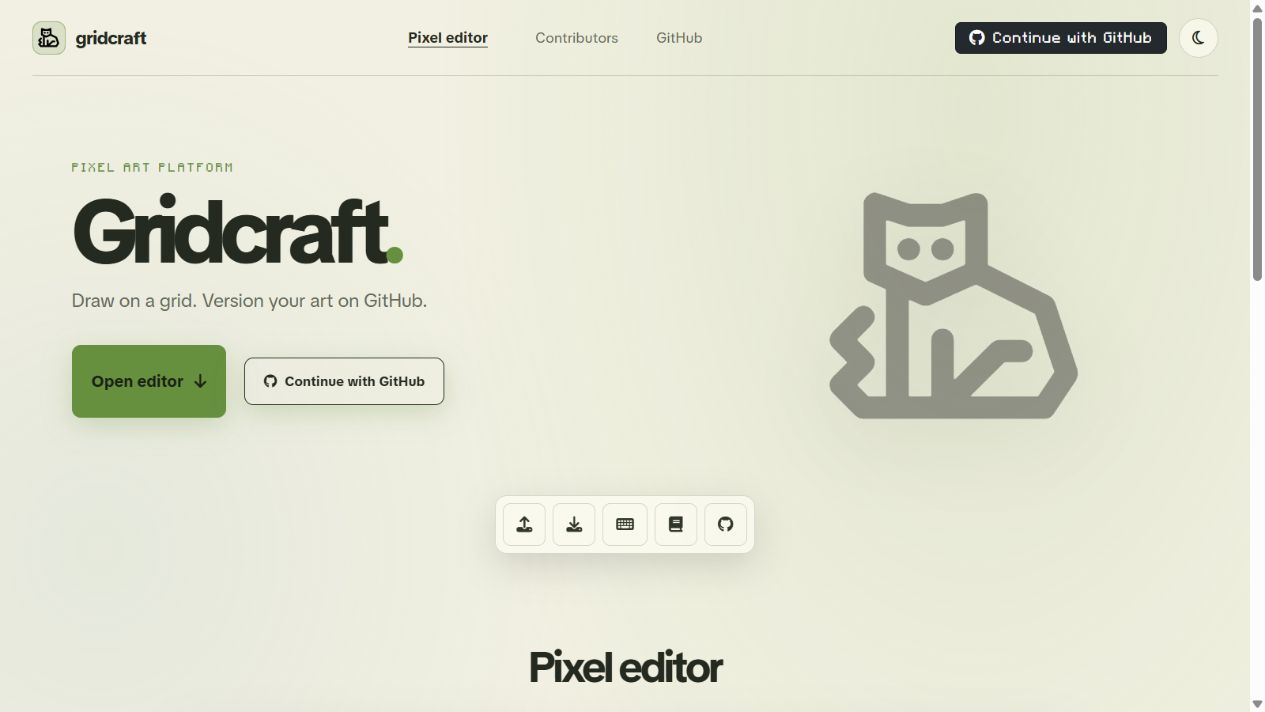 gridcraft
Pixel editor
Contributors
GitHub
Continue with GitHub
PIXEL ART PLATFORM
Gridcraft.
Draw on a grid. Version your art on GitHub.
Open editor ↓
Continue with GitHub
Pixel editor